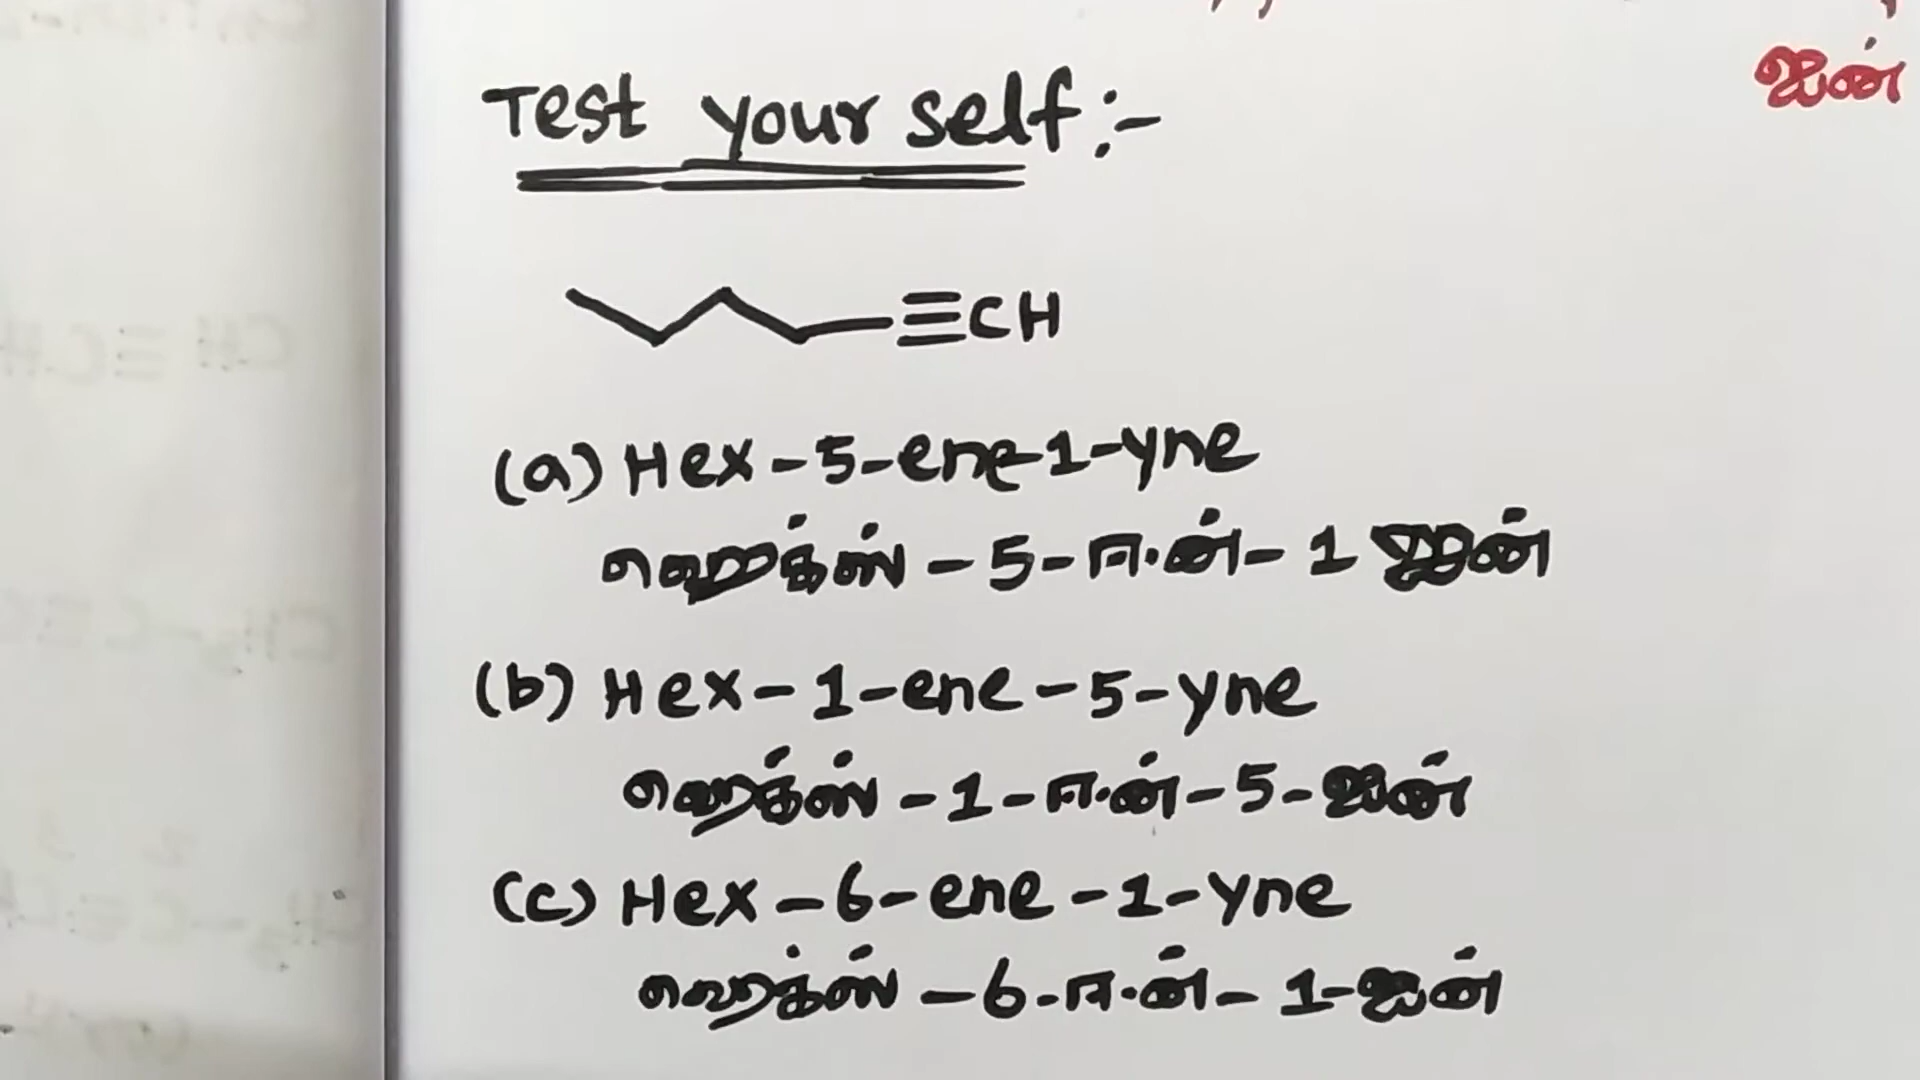 ஐன்
Test your self:-
≡CH
(a) Hex-5-ene-1-yne
ஹெக்ஸ்-5-ஈன்-1 ஐன்
(b) Hex-1-ene-5-yne
ஹெக்ஸ்-1-ஈன்-5-ஐன்
(c) Hex-6-ene-1-yne
ஹெக்ஸ்-6-ஈன்-1-ஐன்